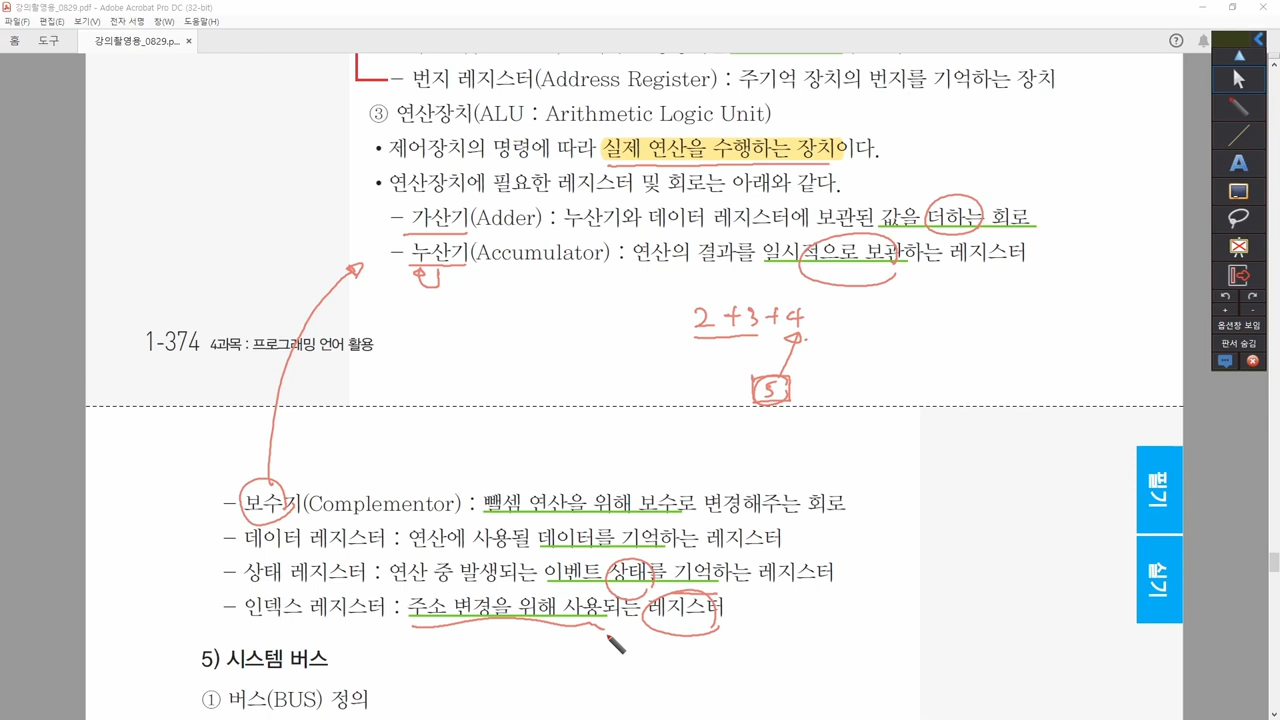 강의촬영용_0829.pdf - Adobe Acrobat Pro DC (32-bit)
파일(F) 편집(E) 보기(V) 전자 서명 창(W) 도움말(H)
홈 도구 강의촬영용_0829.p... ×
– 번지 레지스터(Address Register) : 주기억 장치의 번지를 기억하는 장치
③ 연산장치(ALU : Arithmetic Logic Unit)
• 제어장치의 명령에 따라 실제 연산을 수행하는 장치이다.
• 연산장치에 필요한 레지스터 및 회로는 아래와 같다.
– 가산기(Adder) : 누산기와 데이터 레지스터에 보관된 값을 더하는 회로
– 누산기(Accumulator) : 연산의 결과를 일시적으로 보관하는 레지스터
2 + 3 + 4
1-374 4과목 : 프로그래밍 언어 활용
5
– 보수기(Complementor) : 뺄셈 연산을 위해 보수로 변경해주는 회로
– 데이터 레지스터 : 연산에 사용될 데이터를 기억하는 레지스터
– 상태 레지스터 : 연산 중 발생되는 이벤트 상태를 기억하는 레지스터
– 인덱스 레지스터 : 주소 변경을 위해 사용되는 레지스터
5) 시스템 버스
① 버스(BUS) 정의
필기
실기
A
옵션창 보임
판서 숨김